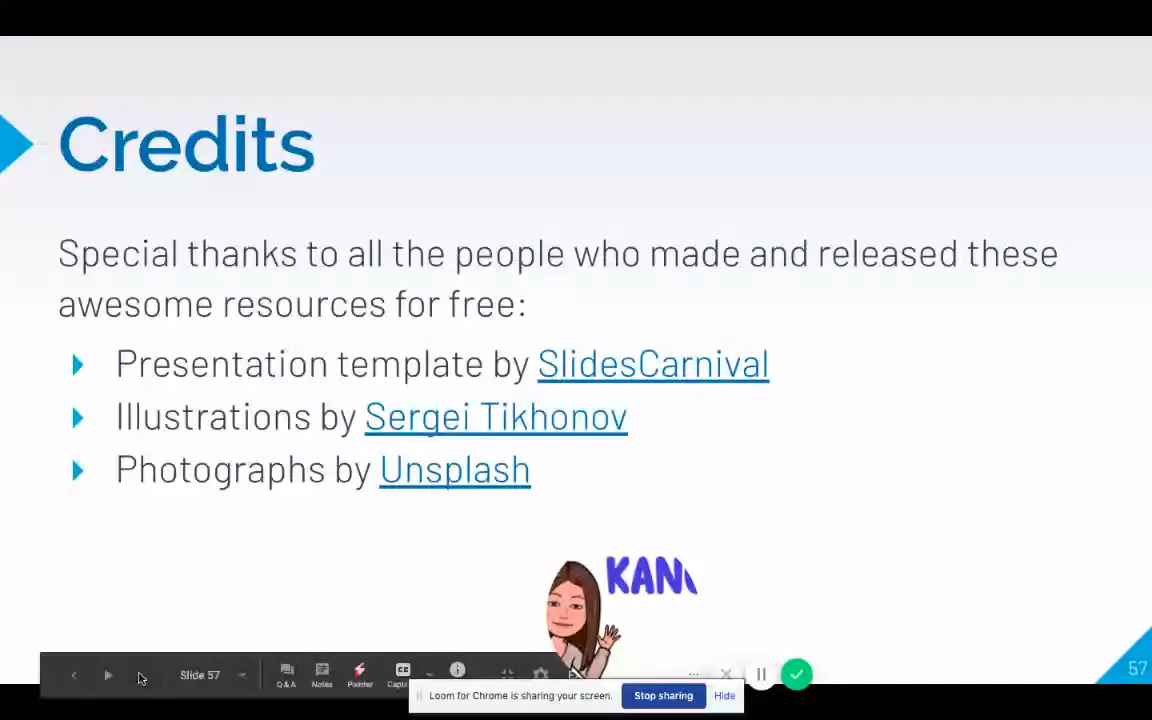 Credits
Special thanks to all the people who made and released these
awesome resources for free:
Presentation template by SlidesCarnival
Illustrations by Sergei Tikhonov
Photographs by Unsplash
Slide 57
Q & A
Notes
Pointer
57
Loom for Chrome is sharing your screen.
Stop sharing
Hide